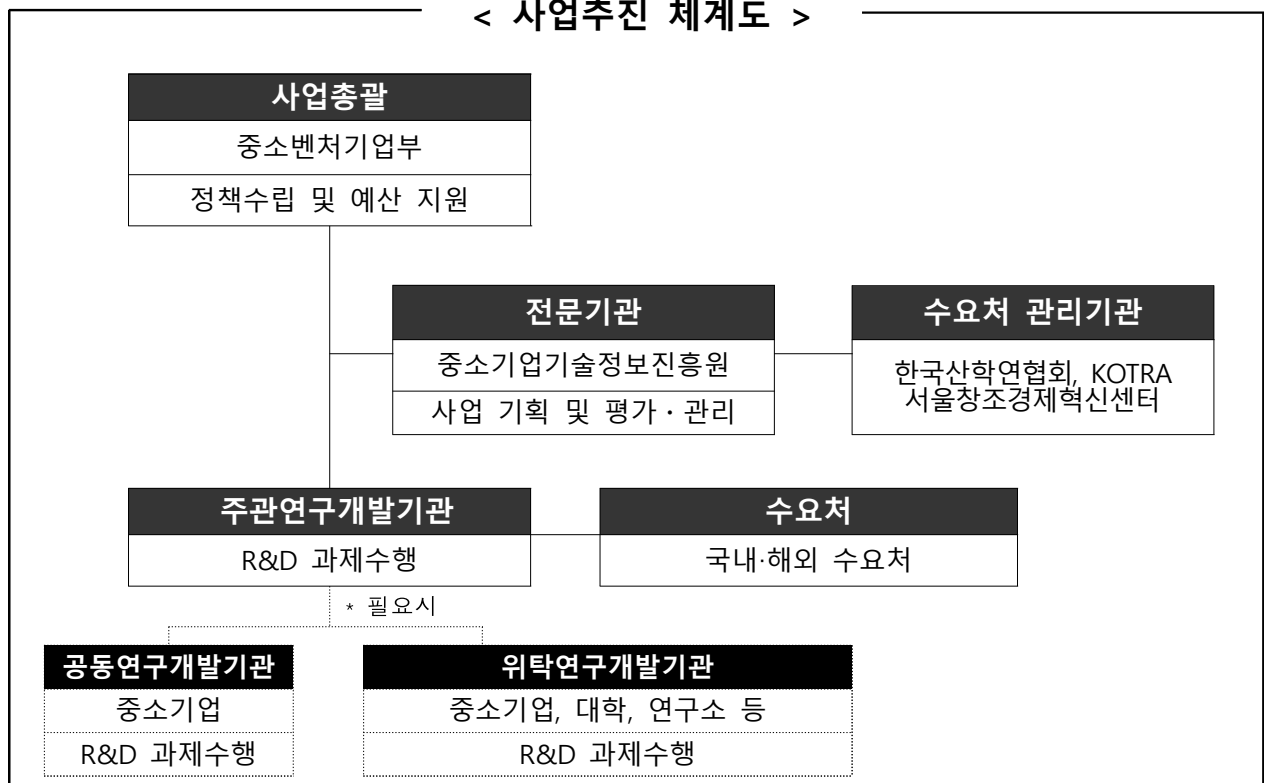 < 사업추진 체계도 >
사업총괄
중소벤처기업부
정책수립 및 예산 지원
전문기관
중소기업기술정보진흥원
사업 기획 및 평가·관리
수요처 관리기관
한국산학연협회, KOTRA
서울창조경제혁신센터
주관연구개발기관
R&D 과제수행
수요처
국내·해외 수요처
* 필요시
공동연구개발기관
중소기업
R&D 과제수행
위탁연구개발기관
중소기업, 대학, 연구소 등
R&D 과제수행